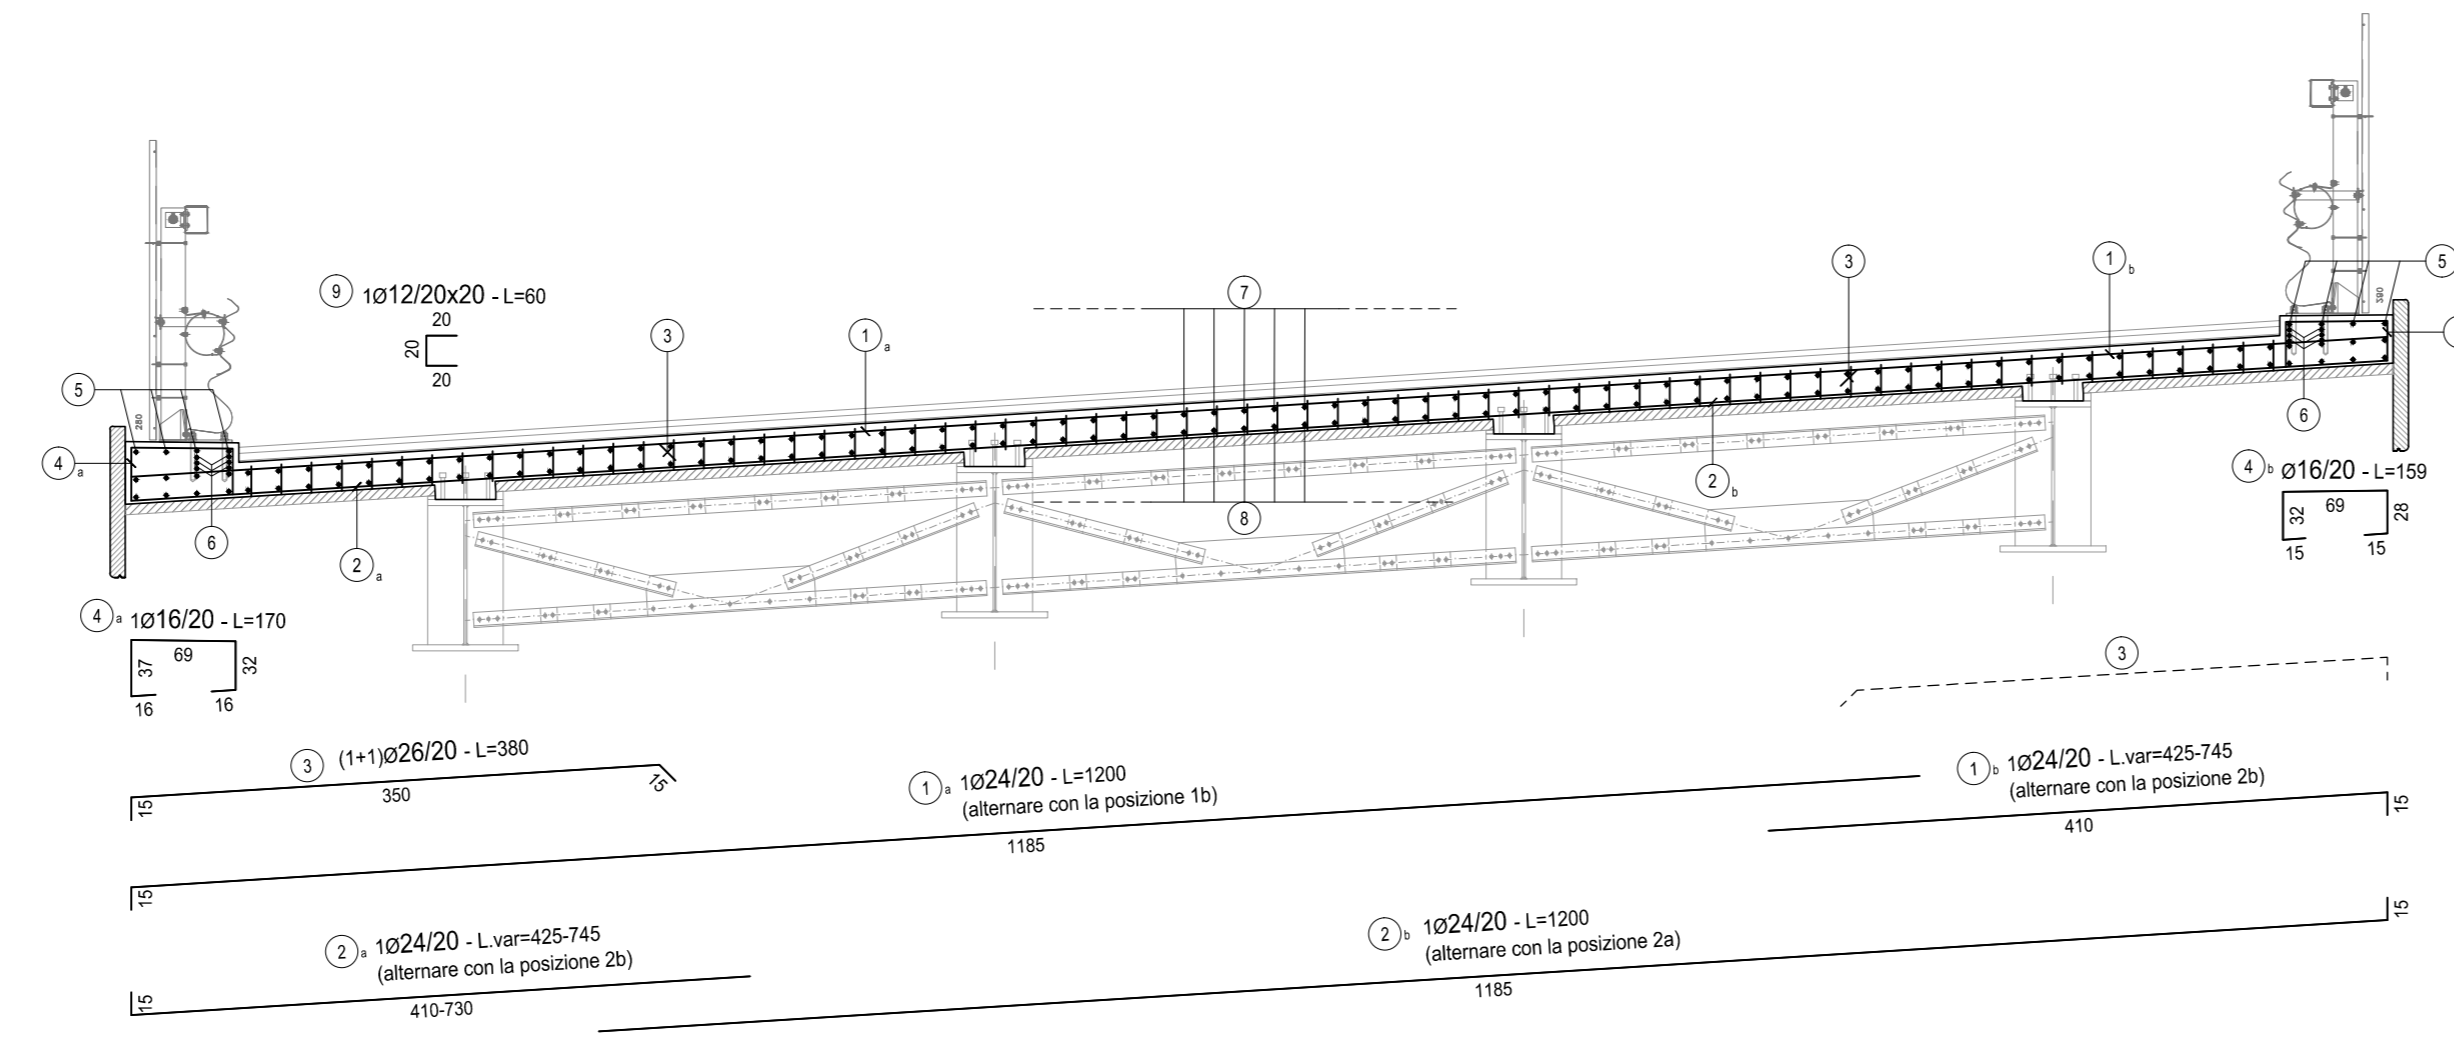 9 1Ø12/20x20 - L=60
20
20
20
7
3
1 b
5
3
1 a
5
280
290
4 a
6
2 a
8
2 b
6
4 b Ø16/20 - L=159
69
32
28
15
15
4 a 1Ø16/20 - L=170
69
37
32
16
16
3
3 (1+1)Ø26/20 - L=380
350
15
15
1 a 1Ø24/20 - L=1200
(alternare con la posizione 1b)
1185
15
1 b 1Ø24/20 - L.var=425-745
(alternare con la posizione 2b)
410
15
2 a 1Ø24/20 - L.var=425-745
(alternare con la posizione 2b)
410-730
15
2 b 1Ø24/20 - L=1200
(alternare con la posizione 2a)
1185
15